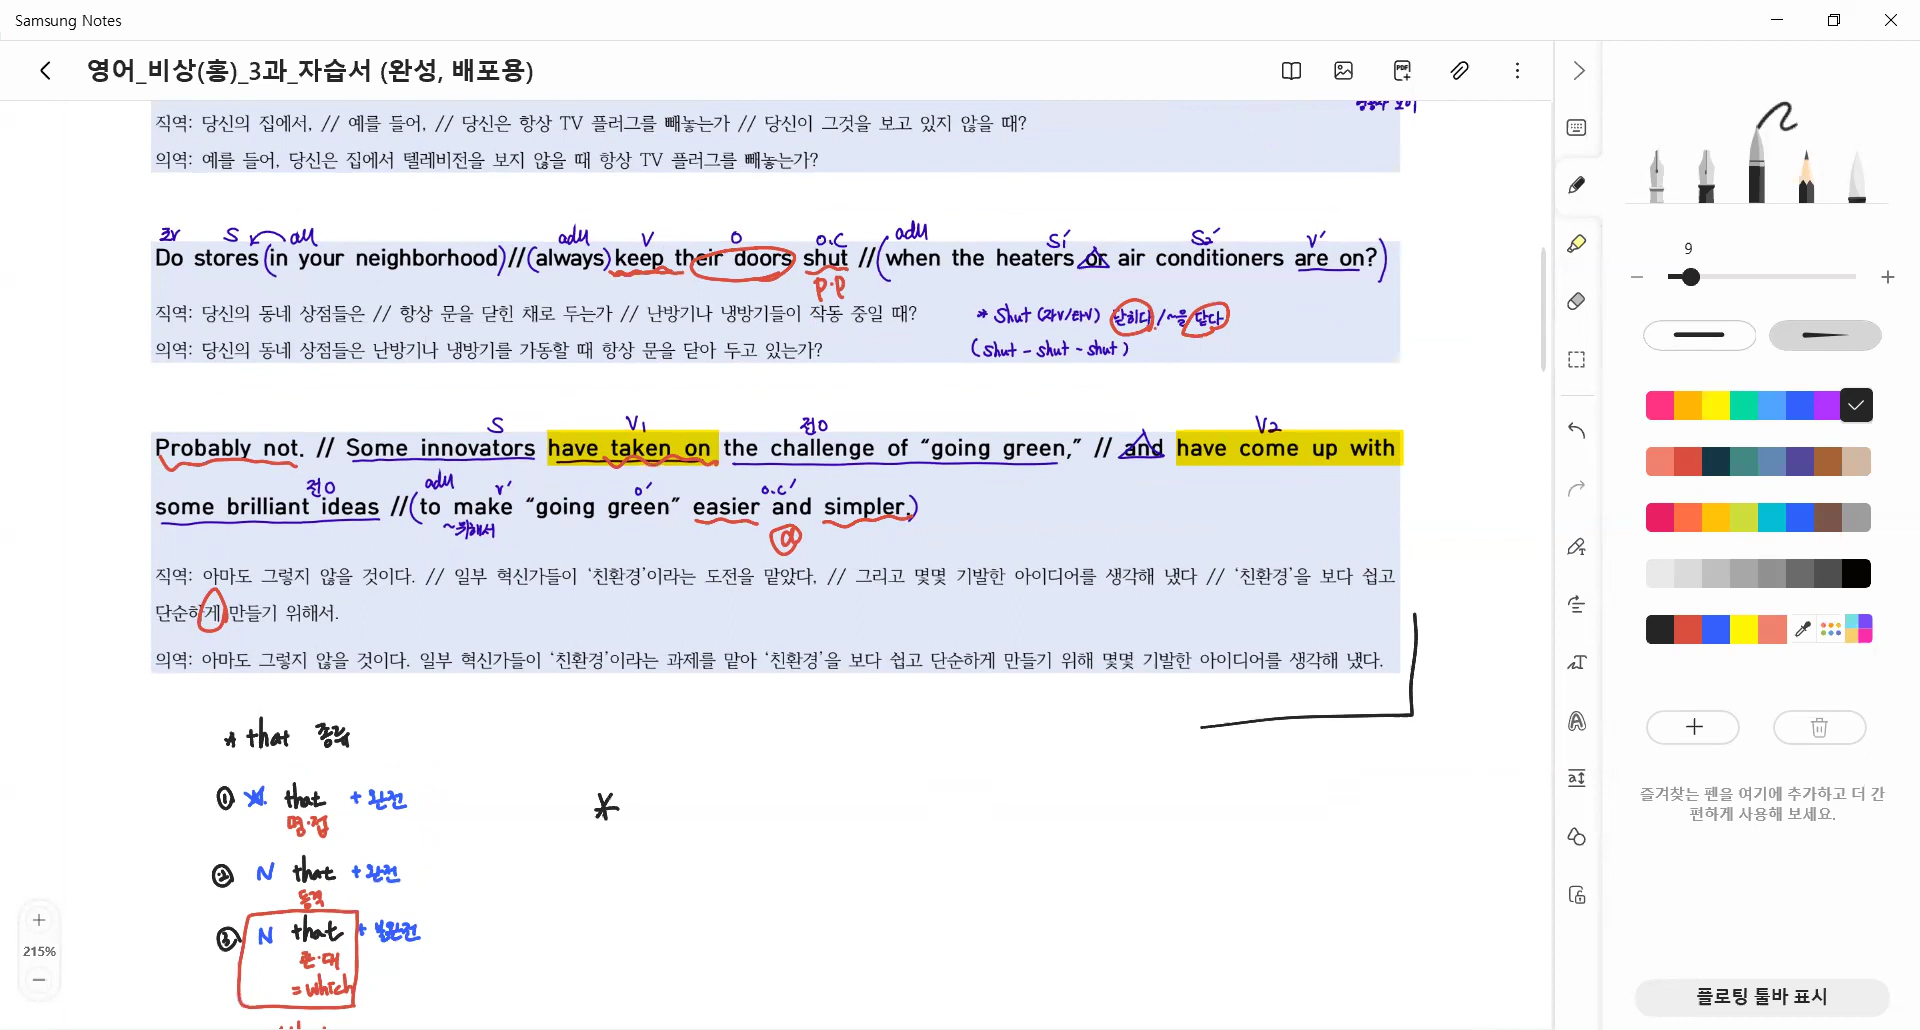 Samsung Notes
영어_비상(홍)_3과_자습서 (완성, 배포용)
직역: 당신의 집에서, // 예를 들어, // 당신은 항상 TV 플러그를 빼놓는가 // 당신이 그것을 보고 있지 않을 때?
의역: 예를 들어, 당신은 집에서 텔레비전을 보지 않을 때 항상 TV 플러그를 빼놓는가?
조v S adv O V O.C adv S1' S2' v'
Do stores (in your neighborhood)//(always) keep their doors shut //(when the heaters or air conditioners are on?)
P.P
직역: 당신의 동네 상점들은 // 항상 문을 닫힌 채로 두는가 // 난방기나 냉방기들이 작동 중일 때?
* shut (자v/타v) 닫히다/~을 닫다
의역: 당신의 동네 상점들은 난방기나 냉방기를 가동할 때 항상 문을 닫아 두고 있는가?
(shut - shut - shut)
S V1 전O V2
Probably not. // Some innovators have taken on the challenge of “going green,” // and have come up with
전O adv v' o' o.c'
some brilliant ideas //(to make “going green” easier and simpler.)
~위해서 ⓐ
직역: 아마도 그렇지 않을 것이다. // 일부 혁신가들이 ‘친환경’이라는 도전을 맡았다, // 그리고 몇몇 기발한 아이디어를 생각해 냈다 // ‘친환경’을 보다 쉽고
단순하게 만들기 위해서.
의역: 아마도 그렇지 않을 것이다. 일부 혁신가들이 ‘친환경’이라는 과제를 맡아 ‘친환경’을 보다 쉽고 단순하게 만들기 위해 몇몇 기발한 아이디어를 생각해 냈다.
* that 종류
① N that + 완전
명.접
*
② N that + 완전
동격
③ N that + 불완전
관.대
= which
215%
9
즐겨찾는 펜을 여기에 추가하고 더 간
편하게 사용해 보세요.
플로팅 툴바 표시